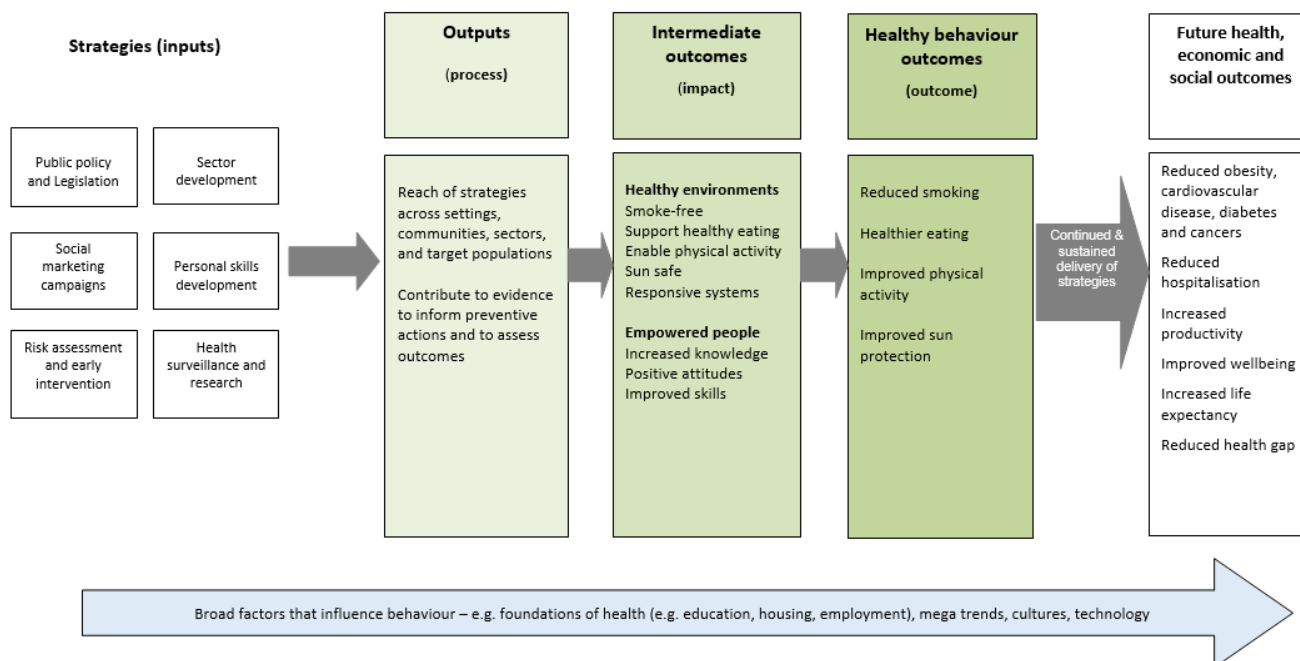 Strategies (inputs)
Public policy
and Legislation
Sector
development
Social
marketing
campaigns
Personal skills
development
Risk assessment
and early
intervention
Health
surveillance and
research
Outputs
(process)
Reach of strategies
across settings,
communities, sectors,
and target populations
Contribute to evidence
to inform preventive
actions and to assess
outcomes
Intermediate
outcomes
(impact)
Healthy environments
Smoke-free
Support healthy eating
Enable physical activity
Sun safe
Responsive systems
Empowered people
Increased knowledge
Positive attitudes
Improved skills
Healthy behaviour
outcomes
(outcome)
Reduced smoking
Healthier eating
Improved physical
activity
Improved sun
protection
Continued &
sustained
delivery of
strategies
Future health,
economic and
social outcomes
Reduced obesity,
cardiovascular
disease, diabetes
and cancers
Reduced
hospitalisation
Increased
productivity
Improved wellbeing
Increased life
expectancy
Reduced health gap
Broad factors that influence behaviour – e.g. foundations of health (e.g. education, housing, employment), mega trends, cultures, technology